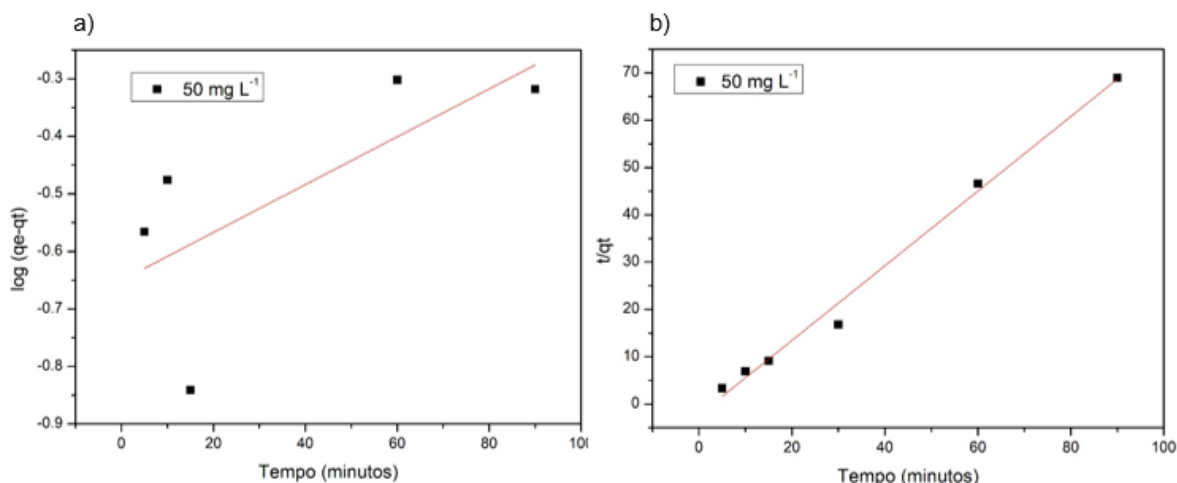 a)
50 mg L⁻¹
-0.3
-0.4
-0.5
-0.6
-0.7
-0.8
-0.9
log (qe-qt)
0 20 40 60 80 100
Tempo (minutos)
b)
50 mg L⁻¹
70
60
50
40
30
20
10
0
t/qt
0 20 40 60 80 100
Tempo (minutos)